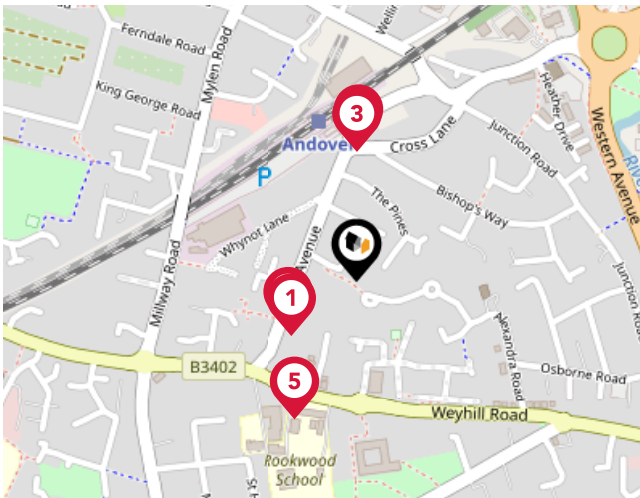 Ferndale Road
Mylen Road
Wellin
King George Road
Heather Drive
Western Avenue
3
Andover
Cross Lane
Junction Road
P
The Pines
Bishop's Way
Whynot Lane
Avenue
Millway Road
1
Junction Road
Alexandra Road
B3402
Osborne Road
5
Weyhill Road
Rookwood
School
St H